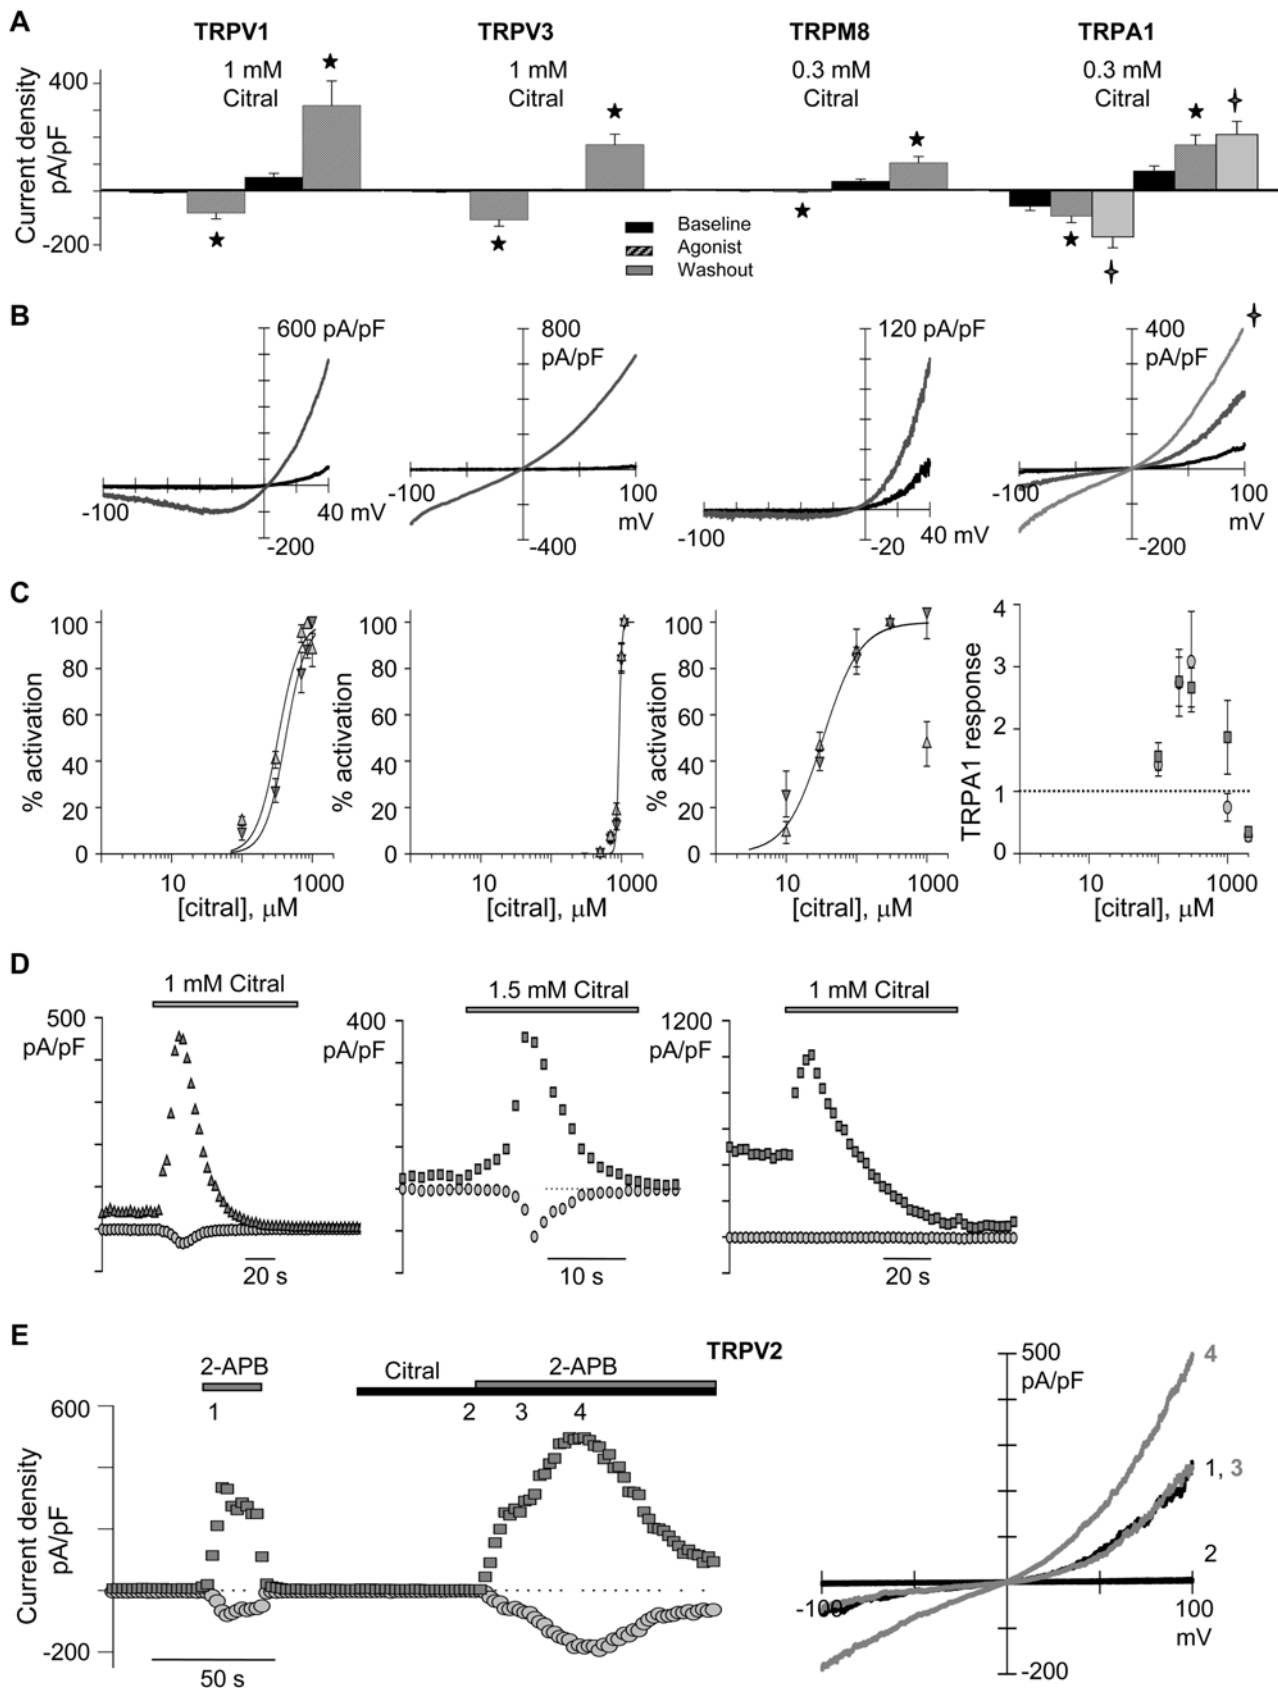 A
TRPV1 TRPV3 TRPM8 TRPA1
1 mM Citral
1 mM Citral
0.3 mM Citral
0.3 mM Citral
Current density
pA/pF
400
-200
Baseline
Agonist
Washout
B
600 pA/pF
-100
40 mV
-200
800
pA/pF
-100
100
mV
-400
120 pA/pF
-100
40 mV
-20
400
pA/pF
-100
100
mV
-200
C
% activation
100
80
60
40
20
0
10 1000
[citral], μM
% activation
100
80
60
40
20
0
10 1000
[citral], μM
% activation
100
80
60
40
20
0
10 1000
[citral], μM
TRPA1 response
4
3
2
1
0
10 1000
[citral], μM
D
1 mM Citral
500
pA/pF
20 s
1.5 mM Citral
400
pA/pF
10 s
1 mM Citral
1200
pA/pF
20 s
E
TRPV2
2-APB
Citral
2-APB
1 2 3 4
Current density
pA/pF
600
-200
50 s
500
pA/pF
4
1, 3
2
-100
100
mV
-200